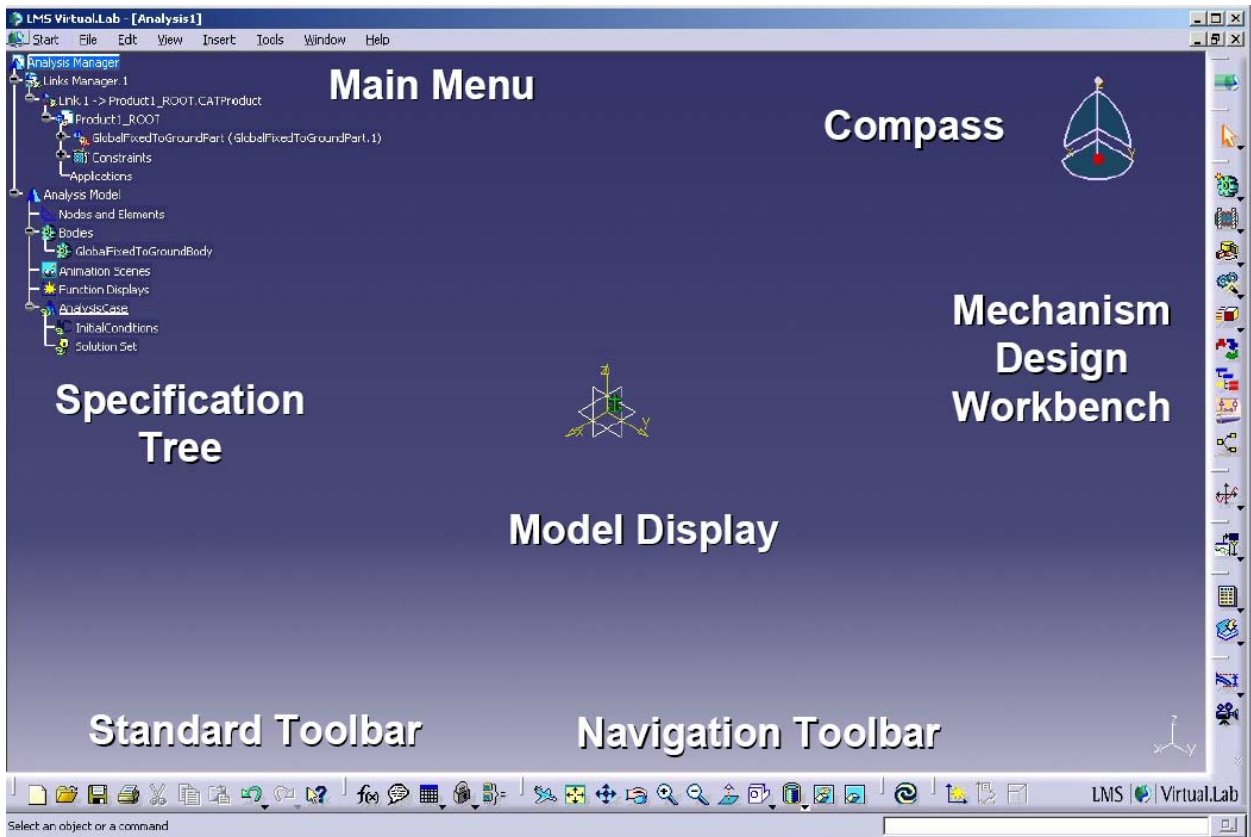 LMS Virtual.Lab - [Analysis1]
Start File Edit View Insert Tools Window Help
Analysis Manager
Links Manager.1
Link.1 -> Product1_ROOT.CATProduct
Product1_ROOT
GlobalFixedToGroundPart (GlobalFixedToGroundPart.1)
Constraints
Applications
Analysis Model
Nodes and Elements
Bodies
GlobalFixedToGroundBody
Animation Scenes
Function Displays
AnalysisCase
InitialConditions
Solution Set
Main Menu
Compass
Mechanism
Design
Workbench
Specification
Tree
Z
X
Y
Model Display
Standard Toolbar
Navigation Toolbar
z
x
y
f(x)
LMS Virtual.Lab
Select an object or a command